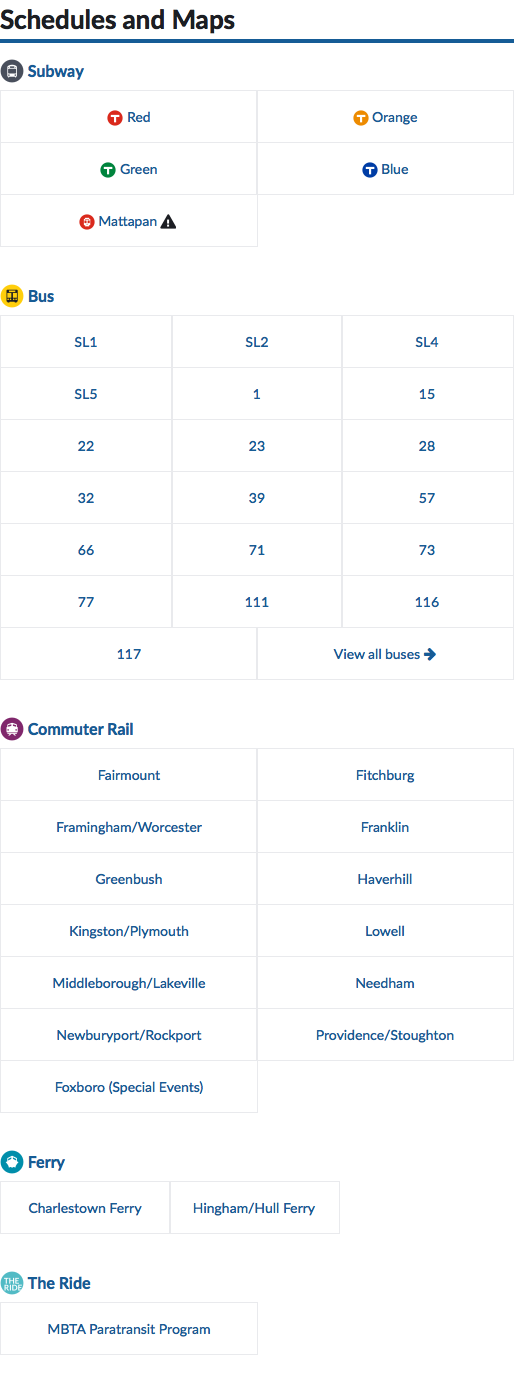 Schedules and Maps
Subway
T Red
T Orange
T Green
T Blue
Mattapan
Bus
SL1
SL2
SL4
SL5
1
15
22
23
28
32
39
57
66
71
73
77
111
116
117
View all buses
Commuter Rail
Fairmount
Fitchburg
Framingham/Worcester
Franklin
Greenbush
Haverhill
Kingston/Plymouth
Lowell
Middleborough/Lakeville
Needham
Newburyport/Rockport
Providence/Stoughton
Foxboro (Special Events)
Ferry
Charlestown Ferry
Hingham/Hull Ferry
THE RIDE The Ride
MBTA Paratransit Program